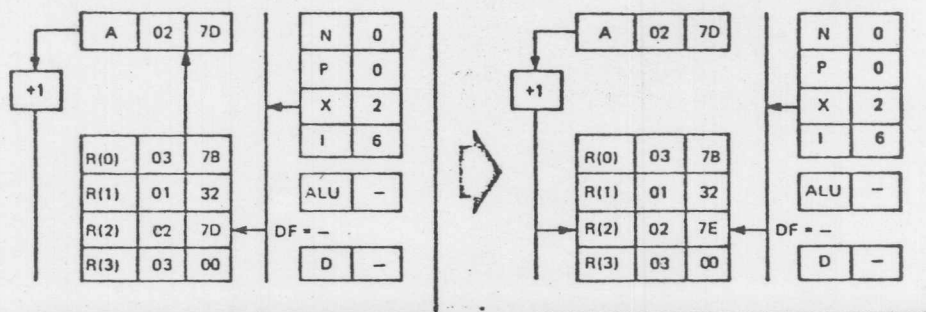 A 02 7D
+1
N 0
P 0
X 2
I 6
R(0) 03 7B
R(1) 01 32
R(2) 02 7D
R(3) 03 00
ALU –
DF = –
D –
A 02 7D
+1
N 0
P 0
X 2
I 6
R(0) 03 7B
R(1) 01 32
R(2) 02 7E
R(3) 03 00
ALU –
DF = –
D –